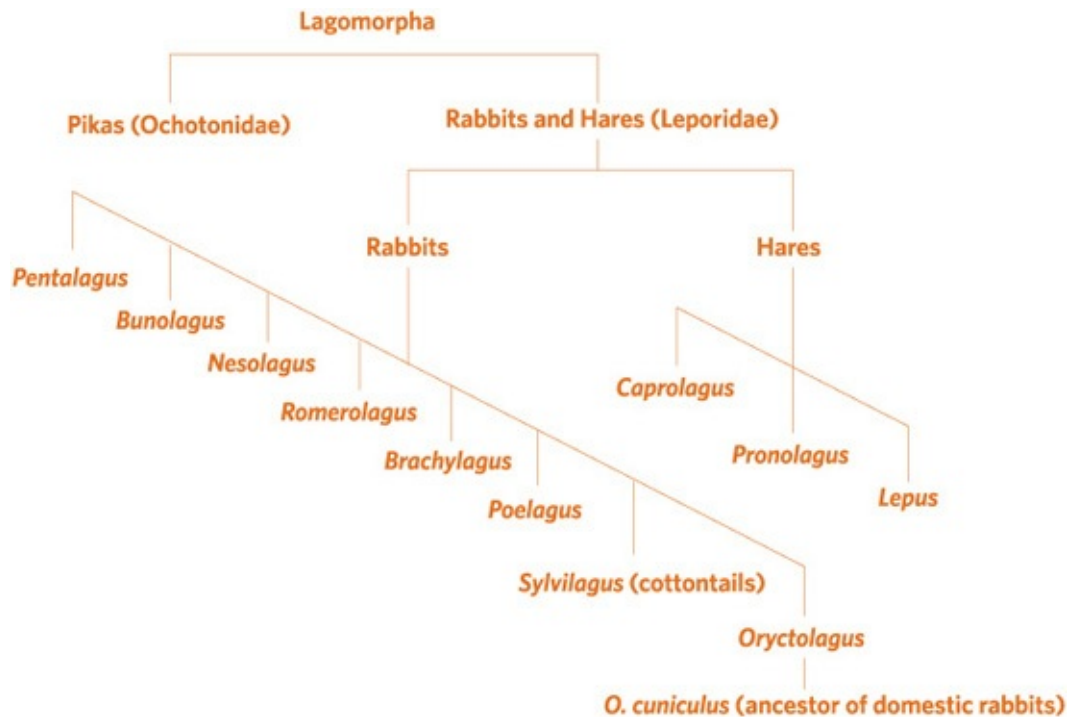 Lagomorpha
Pikas (Ochotonidae)
Rabbits and Hares (Leporidae)
Rabbits
Hares
Pentalagus
Bunolagus
Nesolagus
Romerolagus
Brachylagus
Poelagus
Sylvilagus (cottontails)
Oryctolagus
O. cuniculus (ancestor of domestic rabbits)
Caprolagus
Pronolagus
Lepus